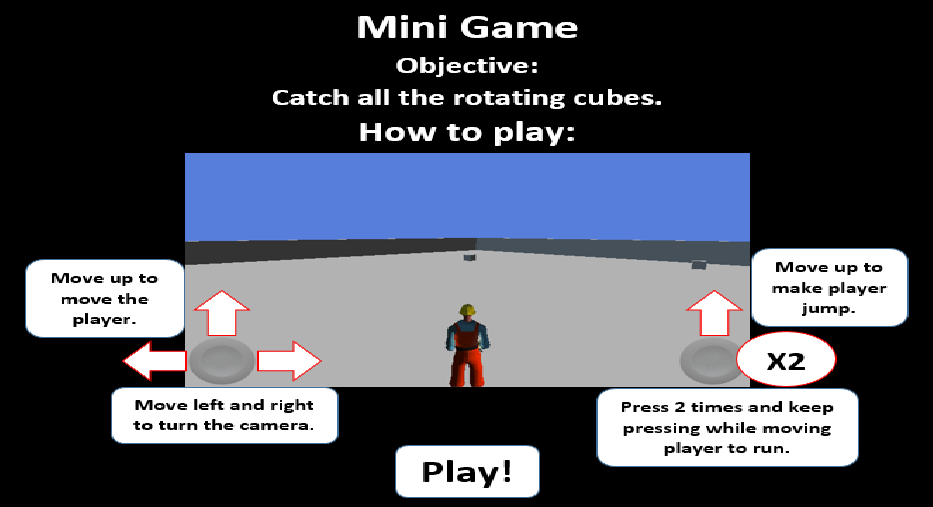 Mini Game
Objective:
Catch all the rotating cubes.
How to play:
Move up to
move the
player.
Move up to
make player
jump.
X2
Move left and right
to turn the camera.
Press 2 times and keep
pressing while moving
player to run.
Play!